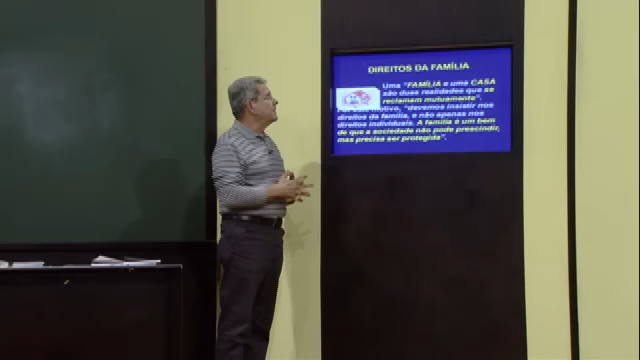 DIREITOS DA FAMÍLIA
Uma "FAMÍLIA e uma CASA
são duas realidades que se
reclamam mutuamente".
este motivo, "devemos insistir nos
direitos da família, e não apenas nos
direitos individuais. A família é um bem
de que a sociedade não pode prescindir,
mas precisa ser protegida".